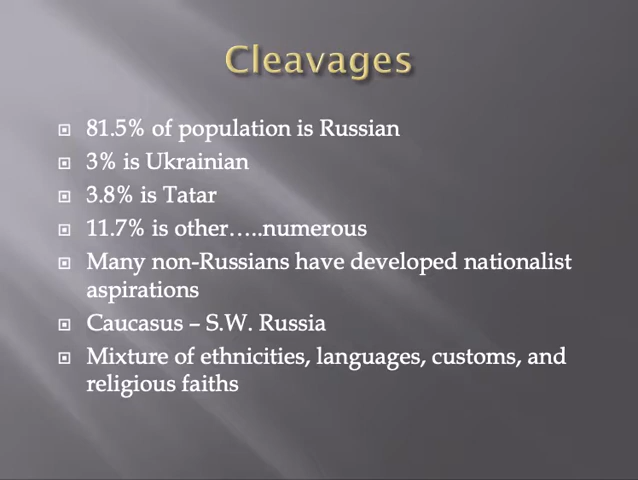 Cleavages
81.5% of population is Russian
3% is Ukrainian
3.8% is Tatar
11.7% is other…..numerous
Many non-Russians have developed nationalist
aspirations
Caucasus – S.W. Russia
Mixture of ethnicities, languages, customs, and
religious faiths